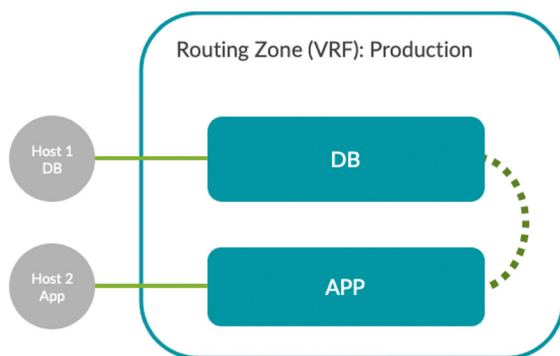 Routing Zone (VRF): Production
Host 1
DB
DB
Host 2
App
APP